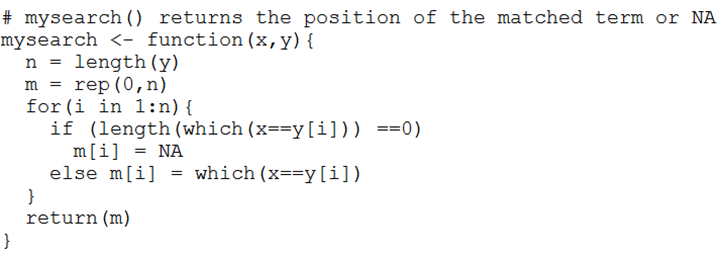 # mysearch() returns the position of the matched term or NA
mysearch <- function(x,y){
  n = length(y)
  m = rep(0,n)
  for(i in 1:n){
    if (length(which(x==y[i])) ==0)
      m[i] = NA
    else m[i] = which(x==y[i])
  }
  return(m)
}